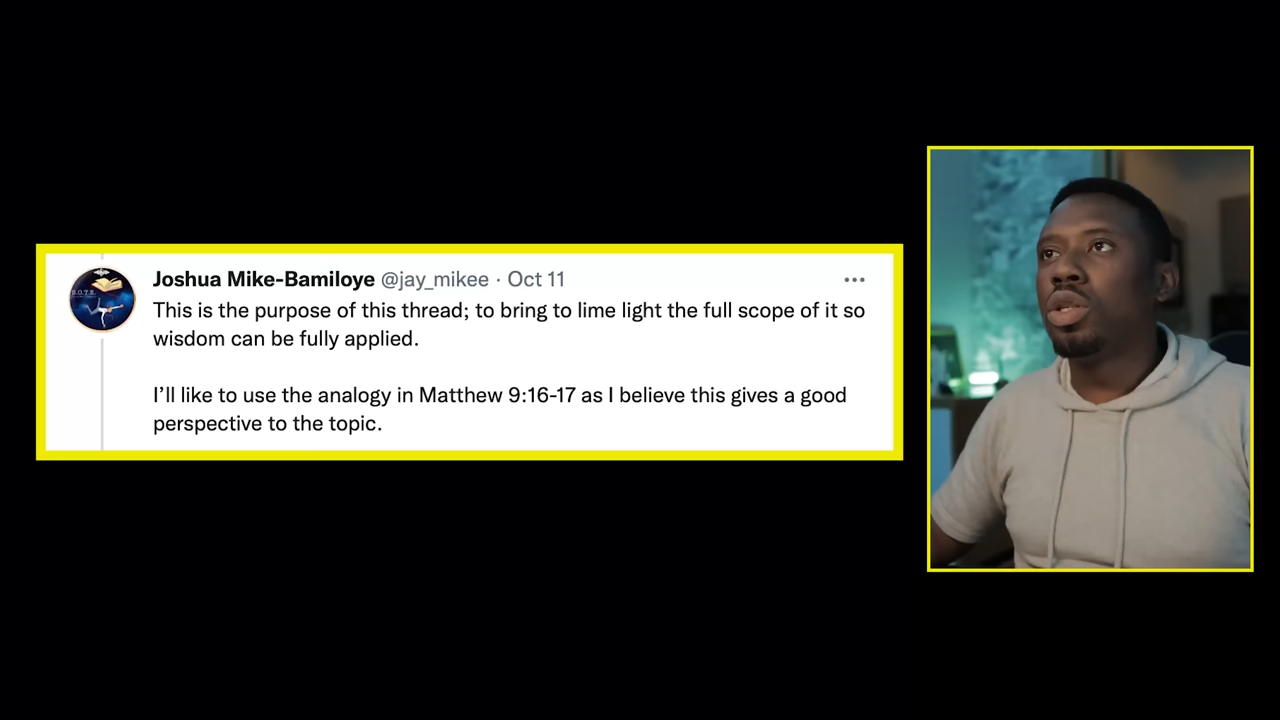 Joshua Mike-Bamiloye @jay_mikee · Oct 11
This is the purpose of this thread; to bring to lime light the full scope of it so
wisdom can be fully applied.
I’ll like to use the analogy in Matthew 9:16-17 as I believe this gives a good
perspective to the topic.